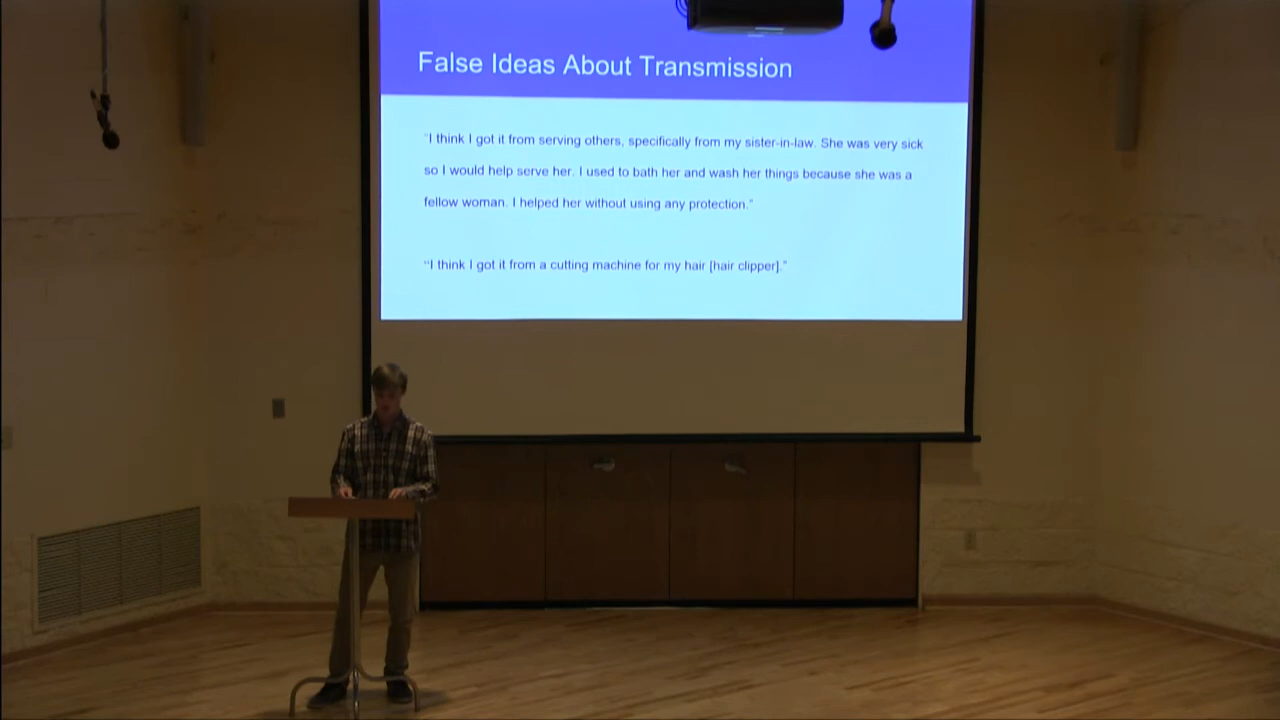 False Ideas About Transmission
"I think I got it from serving others, specifically from my sister-in-law. She was very sick
so I would help serve her. I used to bath her and wash her things because she was a
fellow woman. I helped her without using any protection."
"I think I got it from a cutting machine for my hair [hair clipper]."